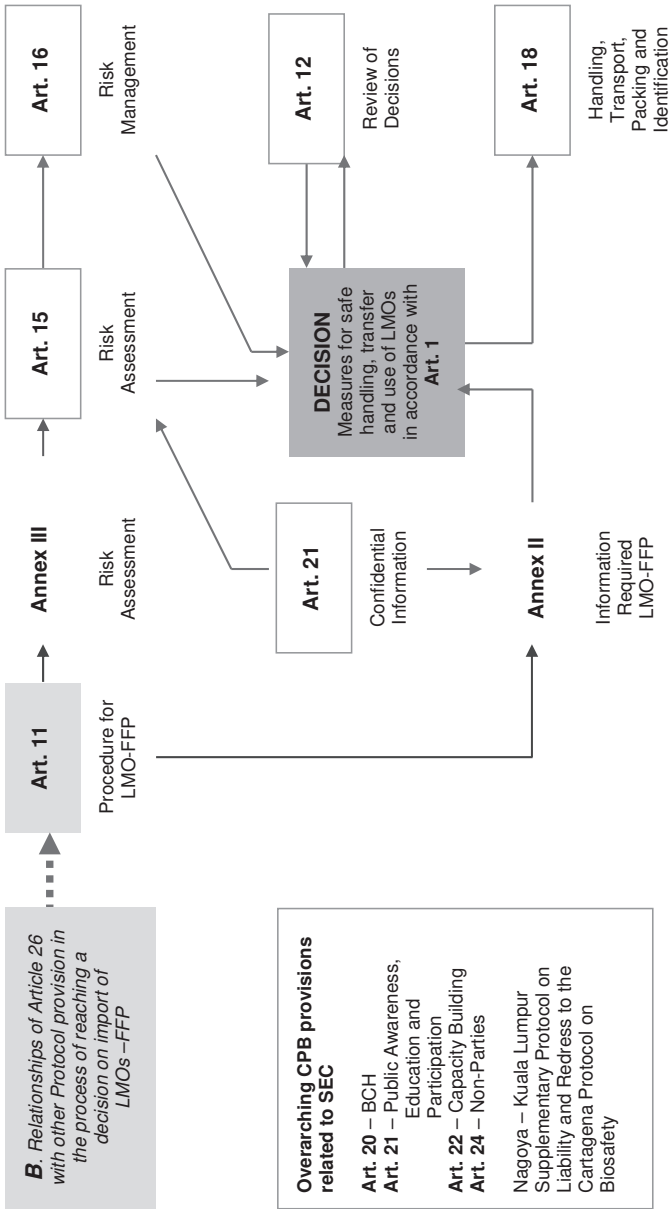 B. Relationships of Article 26
with other Protocol provision in
the process of reaching a
decision on import of
LMOs –FFP
Art. 11
Procedure for
LMO-FFP
Annex III
Risk
Assessment
Art. 15
Risk
Assessment
Art. 16
Risk
Management
Art. 21
Confidential
Information
DECISION
Measures for safe
handling, transfer
and use of LMOs
in accordance with
Art. 1
Art. 12
Review of
Decisions
Annex II
Information
Required
LMO-FFP
Art. 18
Handling,
Transport,
Packing and
Identification
Overarching CPB provisions
related to SEC
Art. 20 – BCH
Art. 21 – Public Awareness,
Education and
Participation
Art. 22 – Capacity Building
Art. 24 – Non-Parties
Nagoya – Kuala Lumpur
Supplementary Protocol on
Liability and Redress to the
Cartagena Protocol on
Biosafety